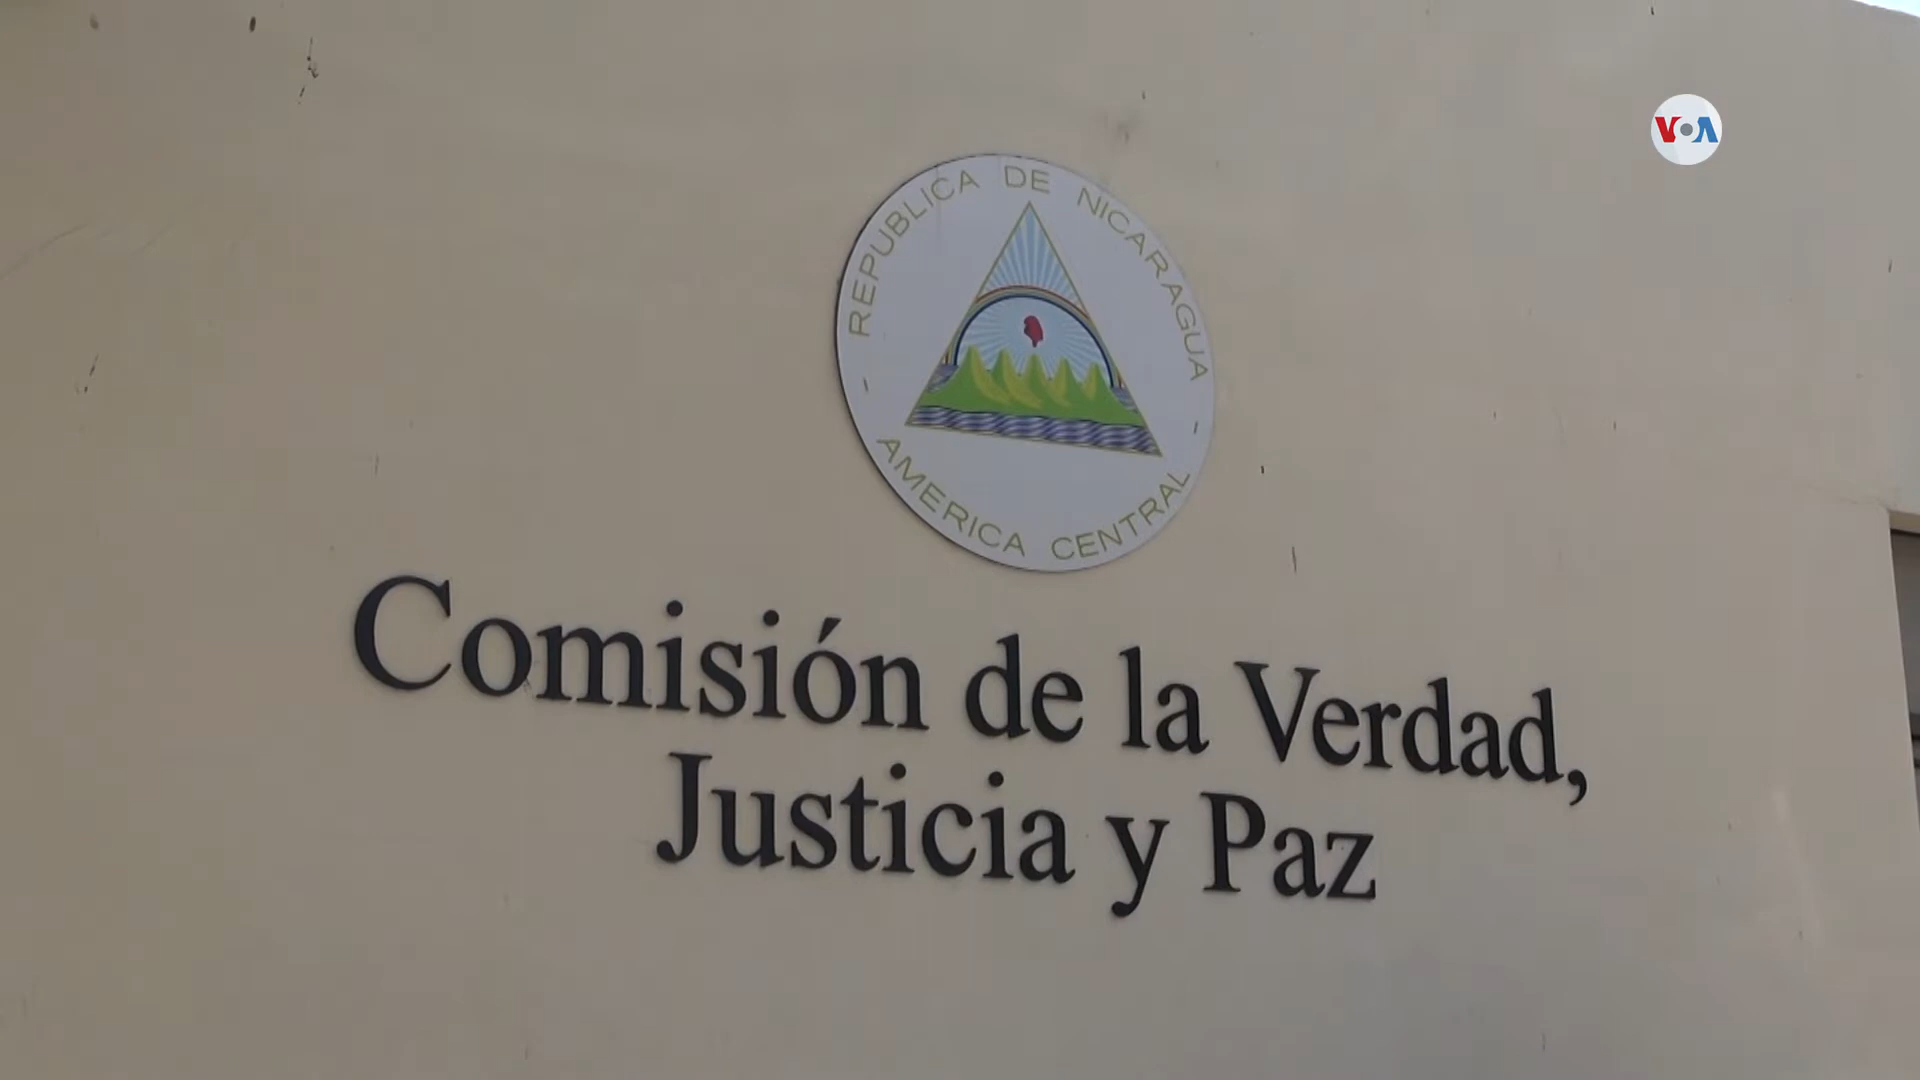 VOA
REPUBLICA DE NICARAGUA
- AMERICA CENTRAL -
Comisión de la Verdad,
Justicia y Paz